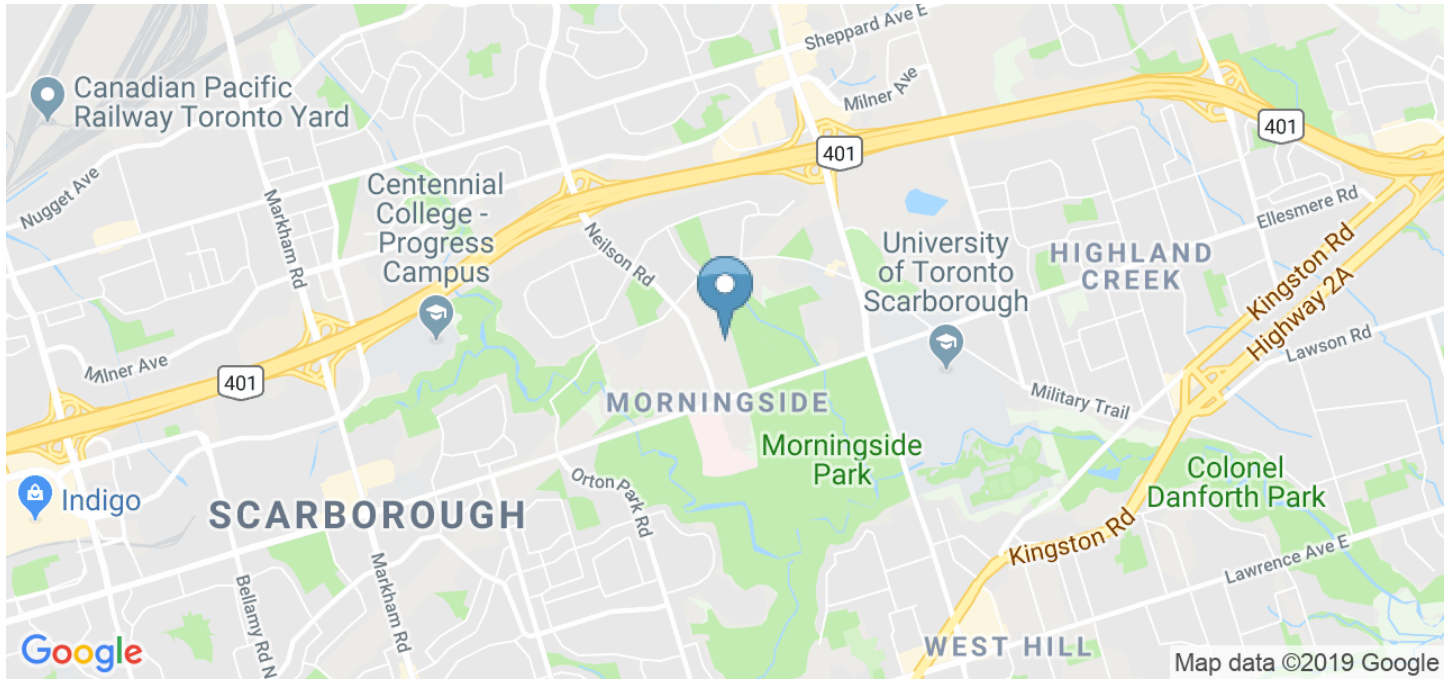 Sheppard Ave E
Canadian Pacific
Railway Toronto Yard
Milner Ave
401
401
Nugget Ave
Markham Rd
Centennial
College -
Progress
Campus
Neilson Rd
University
of Toronto
Scarborough
HIGHLAND
CREEK
Ellesmere Rd
Kingston Rd
Highway 2A
Lawson Rd
Milner Ave
401
MORNINGSIDE
Military Trail
Morningside
Park
Colonel
Danforth Park
Indigo
SCARBOROUGH
Orton Park Rd
Kingston Rd
Lawrence Ave E
Bellamy Rd N
Markham Rd
WEST HILL
Google
Map data ©2019 Google